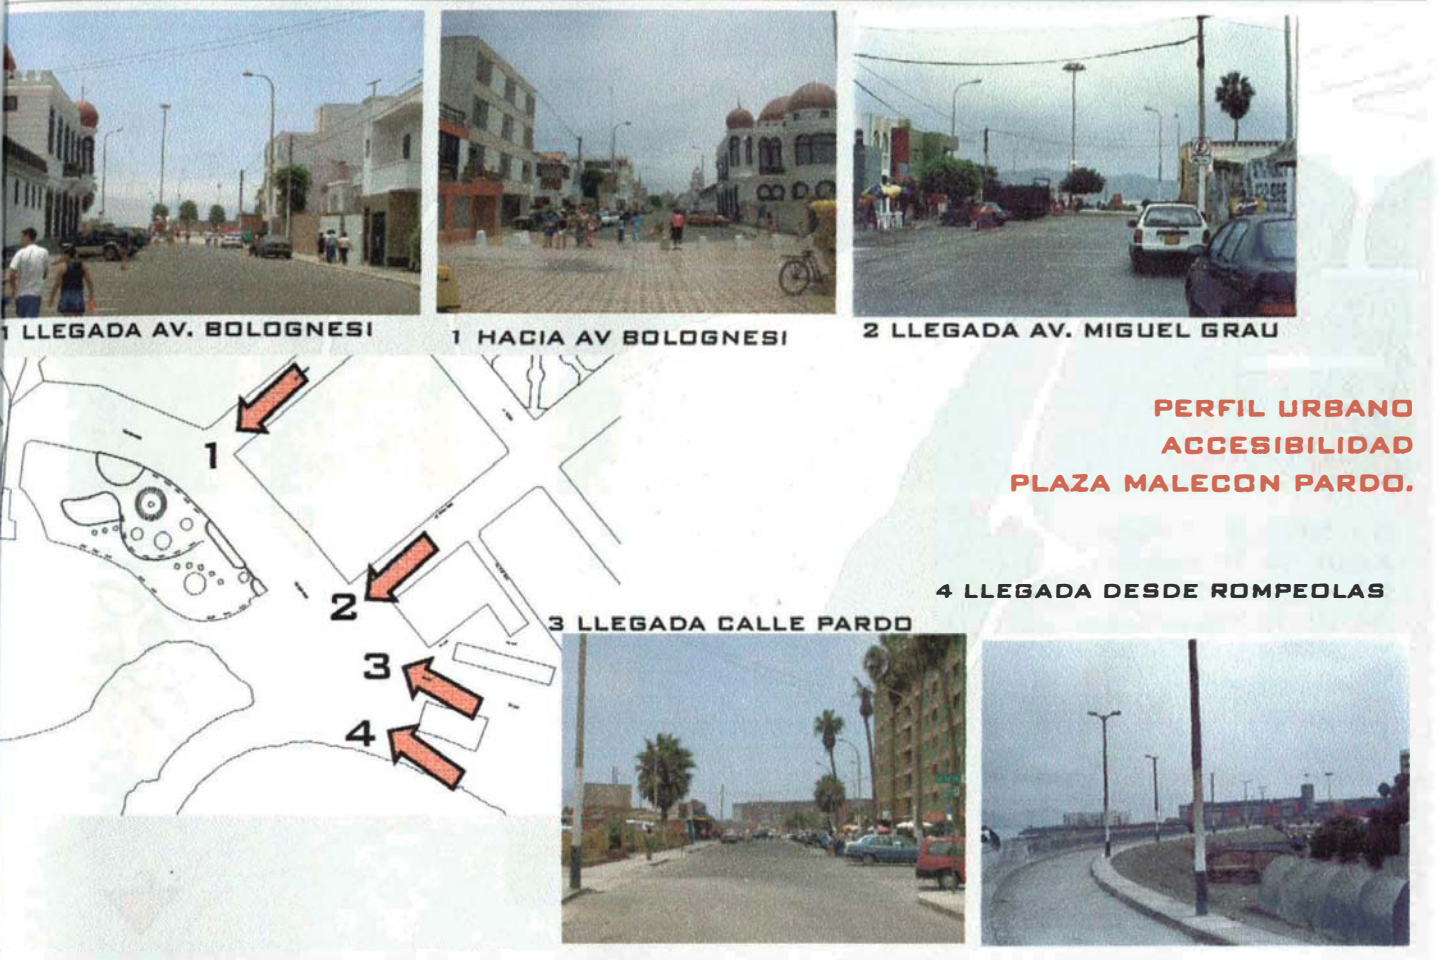 1 LLEGADA AV. BOLOGNESI
1 HACIA AV BOLOGNESI
2 LLEGADA AV. MIGUEL GRAU
PERFIL URBANO
ACCESIBILIDAD
PLAZA MALECON PARDO.
1
2
3
4
4 LLEGADA DESDE ROMPEOLAS
3 LLEGADA CALLE PARDO